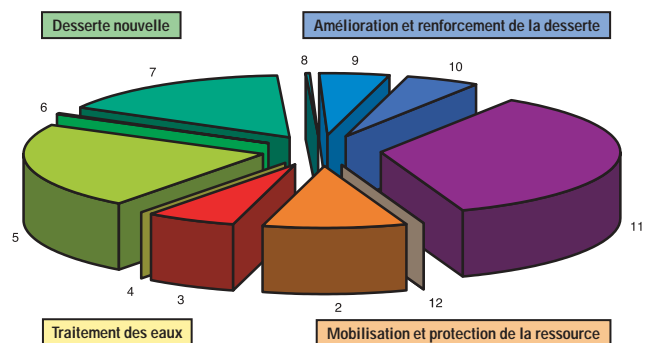 Desserte nouvelle
Amélioration et renforcement de la desserte
8
9
10
7
6
11
5
4
3
2
12
Traitement des eaux
Mobilisation et protection de la ressource